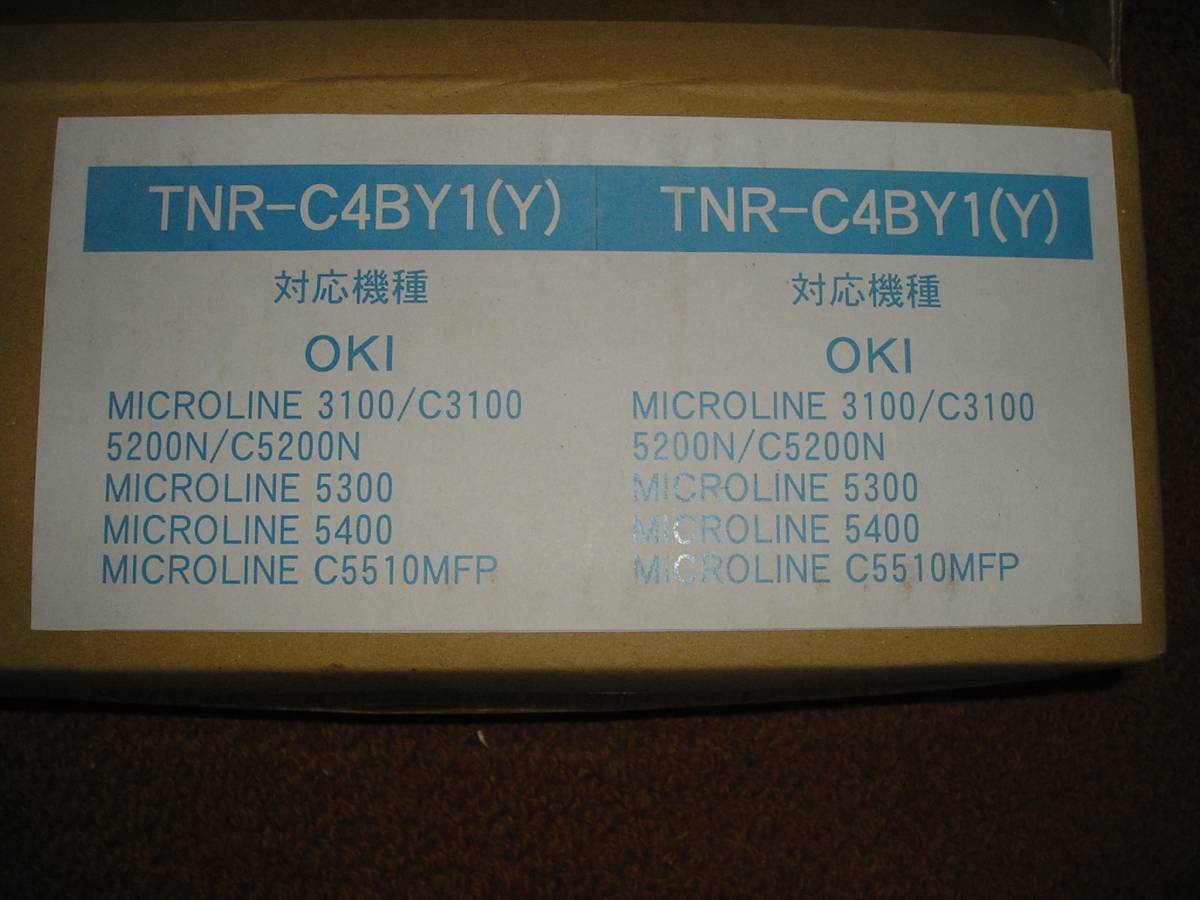 TNR-C4BY1(Y)
対応機種
OKI
MICROLINE 3100/C3100
5200N/C5200N
MICROLINE 5300
MICROLINE 5400
MICROLINE C5510MFP
TNR-C4BY1(Y)
対応機種
OKI
MICROLINE 3100/C3100
5200N/C5200N
MICROLINE 5300
MICROLINE 5400
MICROLINE C5510MFP